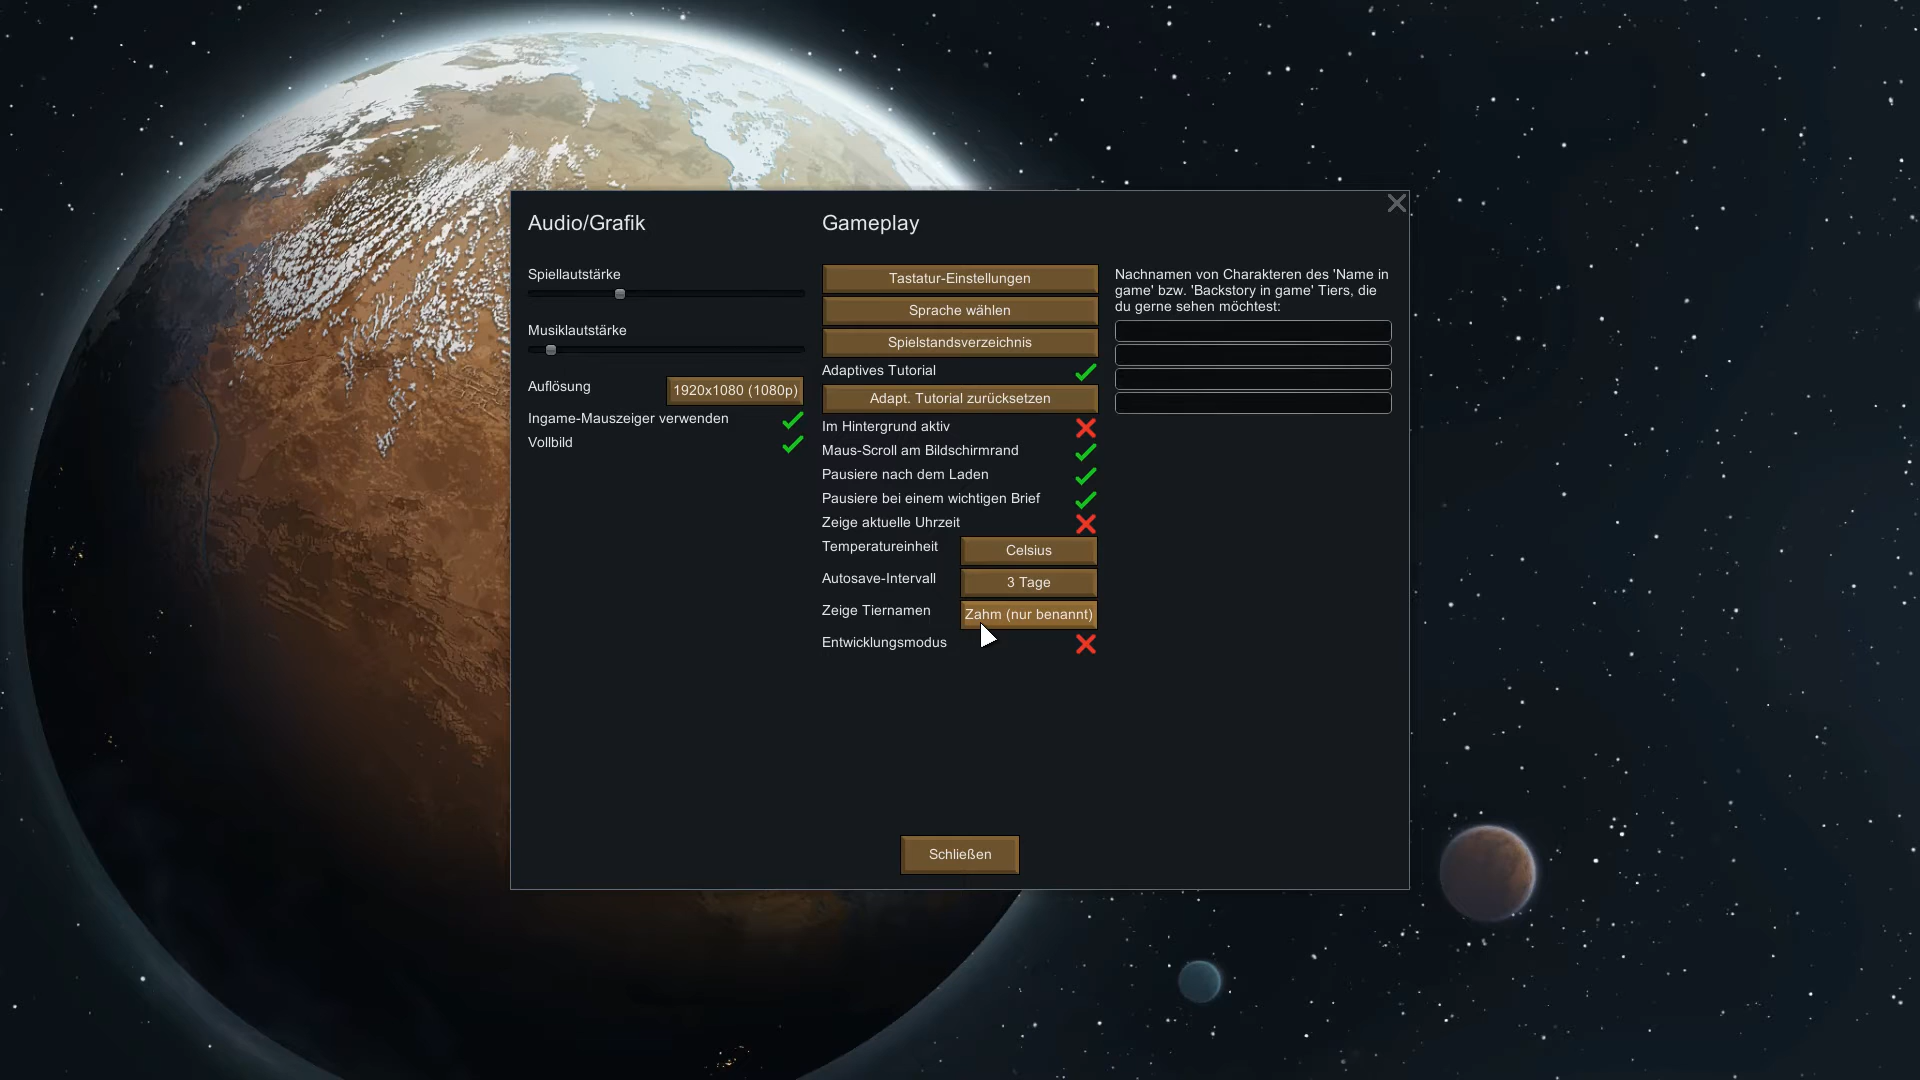 Audio/Grafik
Spiellautstärke
Musiklautstärke
Auflösung
1920x1080 (1080p)
Ingame-Mauszeiger verwenden
Vollbild
Gameplay
Tastatur-Einstellungen
Sprache wählen
Spielstandsverzeichnis
Adaptives Tutorial
Adapt. Tutorial zurücksetzen
Im Hintergrund aktiv
Maus-Scroll am Bildschirmrand
Pausiere nach dem Laden
Pausiere bei einem wichtigen Brief
Zeige aktuelle Uhrzeit
Temperatureinheit
Celsius
Autosave-Intervall
3 Tage
Zeige Tiernamen
Zahm (nur benannt)
Entwicklungsmodus
Nachnamen von Charakteren des 'Name in
game' bzw. 'Backstory in game' Tiers, die
du gerne sehen möchtest:
Schließen